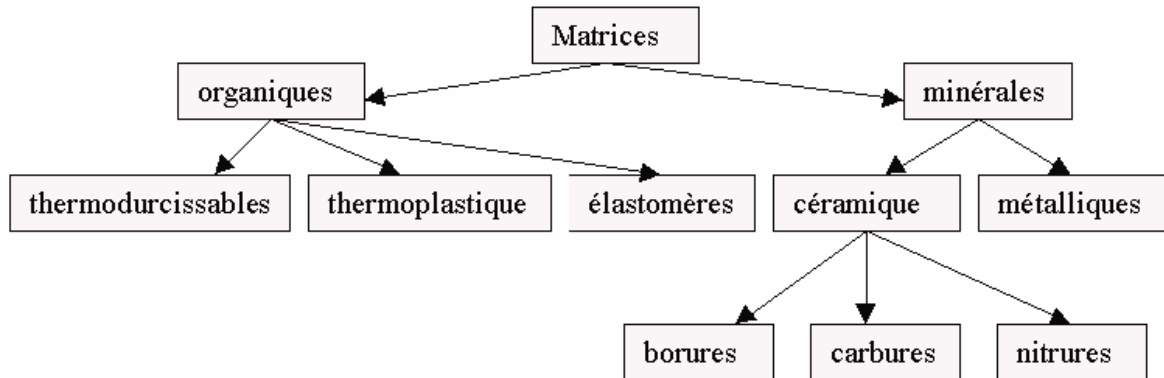 Matrices
organiques
minérales
thermodurcissables
thermoplastique
élastomères
céramique
métalliques
borures
carbures
nitrures